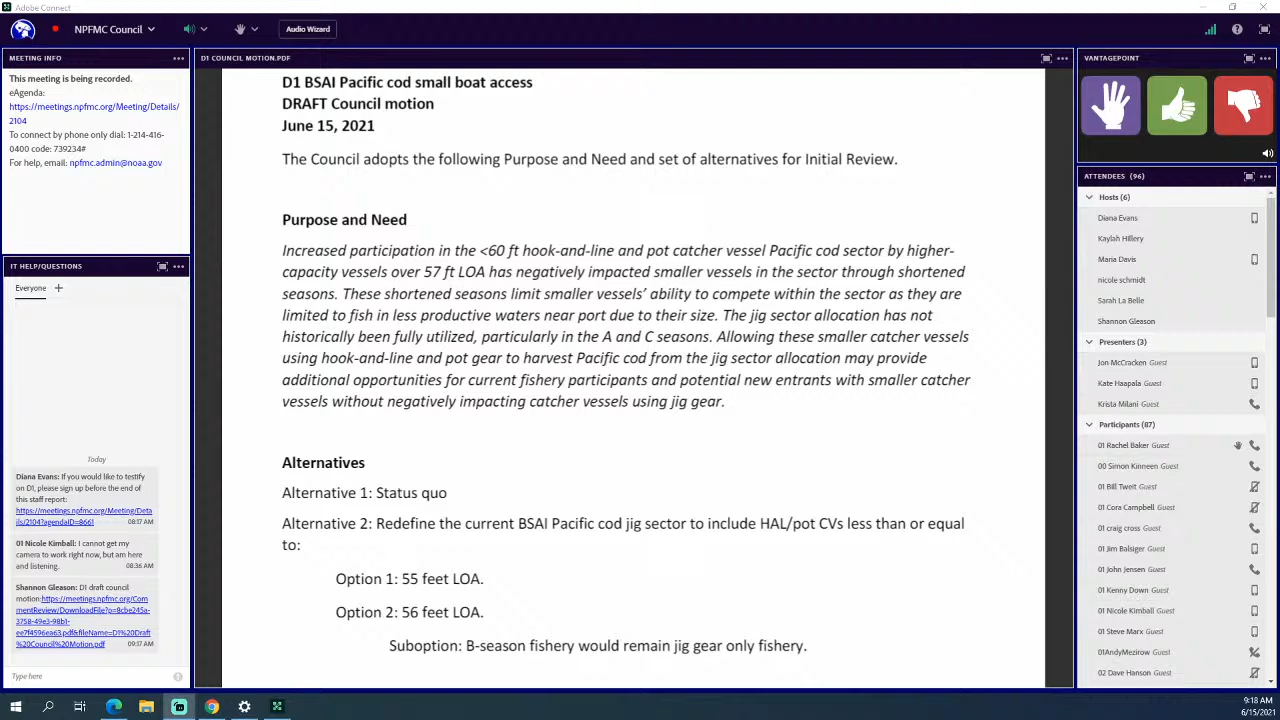 Adobe Connect
NPFMC Council
Audio Wizard
MEETING INFO
This meeting is being recorded.
eAgenda:
https://meetings.npfmc.org/Meeting/Details/
2104
To connect by phone only dial: 1-214-416-
0400 code: 739234#
For help, email: npfmc.admin@noaa.gov
IT HELP/QUESTIONS
Everyone
Today
Diana Evans: If you would like to testify
on D1, please sign up before the end of
this staff report:
https://meetings.npfmc.org/Meeting/Deta
ils/2104?agendaID=8661
08:17 AM
01 Nicole Kimball: I cannot get my
camera to work right now, but am here
and listening.
08:36 AM
Shannon Gleason: D1 draft council
motion:https://meetings.npfmc.org/Com
mentReview/DownloadFile?p=8cbe245a-
3758-49e3-98b1-
ee7f4596ea63.pdf&fileName=D1%20Draft
%20Council%20Motion.pdf
09:17 AM
Type here
D1 COUNCIL MOTION.PDF
D1 BSAI Pacific cod small boat access
DRAFT Council motion
June 15, 2021
The Council adopts the following Purpose and Need and set of alternatives for Initial Review.
Purpose and Need
Increased participation in the <60 ft hook-and-line and pot catcher vessel Pacific cod sector by higher-
capacity vessels over 57 ft LOA has negatively impacted smaller vessels in the sector through shortened
seasons. These shortened seasons limit smaller vessels’ ability to compete within the sector as they are
limited to fish in less productive waters near port due to their size. The jig sector allocation has not
historically been fully utilized, particularly in the A and C seasons. Allowing these smaller catcher vessels
using hook-and-line and pot gear to harvest Pacific cod from the jig sector allocation may provide
additional opportunities for current fishery participants and potential new entrants with smaller catcher
vessels without negatively impacting catcher vessels using jig gear.
Alternatives
Alternative 1: Status quo
Alternative 2: Redefine the current BSAI Pacific cod jig sector to include HAL/pot CVs less than or equal
to:
Option 1: 55 feet LOA.
Option 2: 56 feet LOA.
Suboption: B-season fishery would remain jig gear only fishery.
VANTAGEPOINT
ATTENDEES (96)
Hosts (6)
Diana Evans
Kaylah Hillery
Maria Davis
nicole schmidt
Sarah La Belle
Shannon Gleason
Presenters (3)
Jon McCracken Guest
Kate Haapala Guest
Krista Milani Guest
Participants (87)
01 Rachel Baker Guest
00 Simon Kinneen Guest
01 Bill Tweit Guest
01 Cora Campbell Guest
01 craig cross Guest
01 Jim Balsiger Guest
01 John Jensen Guest
01 Kenny Down Guest
01 Nicole Kimball Guest
01 Steve Marx Guest
01AndyMezirow Guest
02 Dave Hanson Guest
9:18 AM
6/15/2021